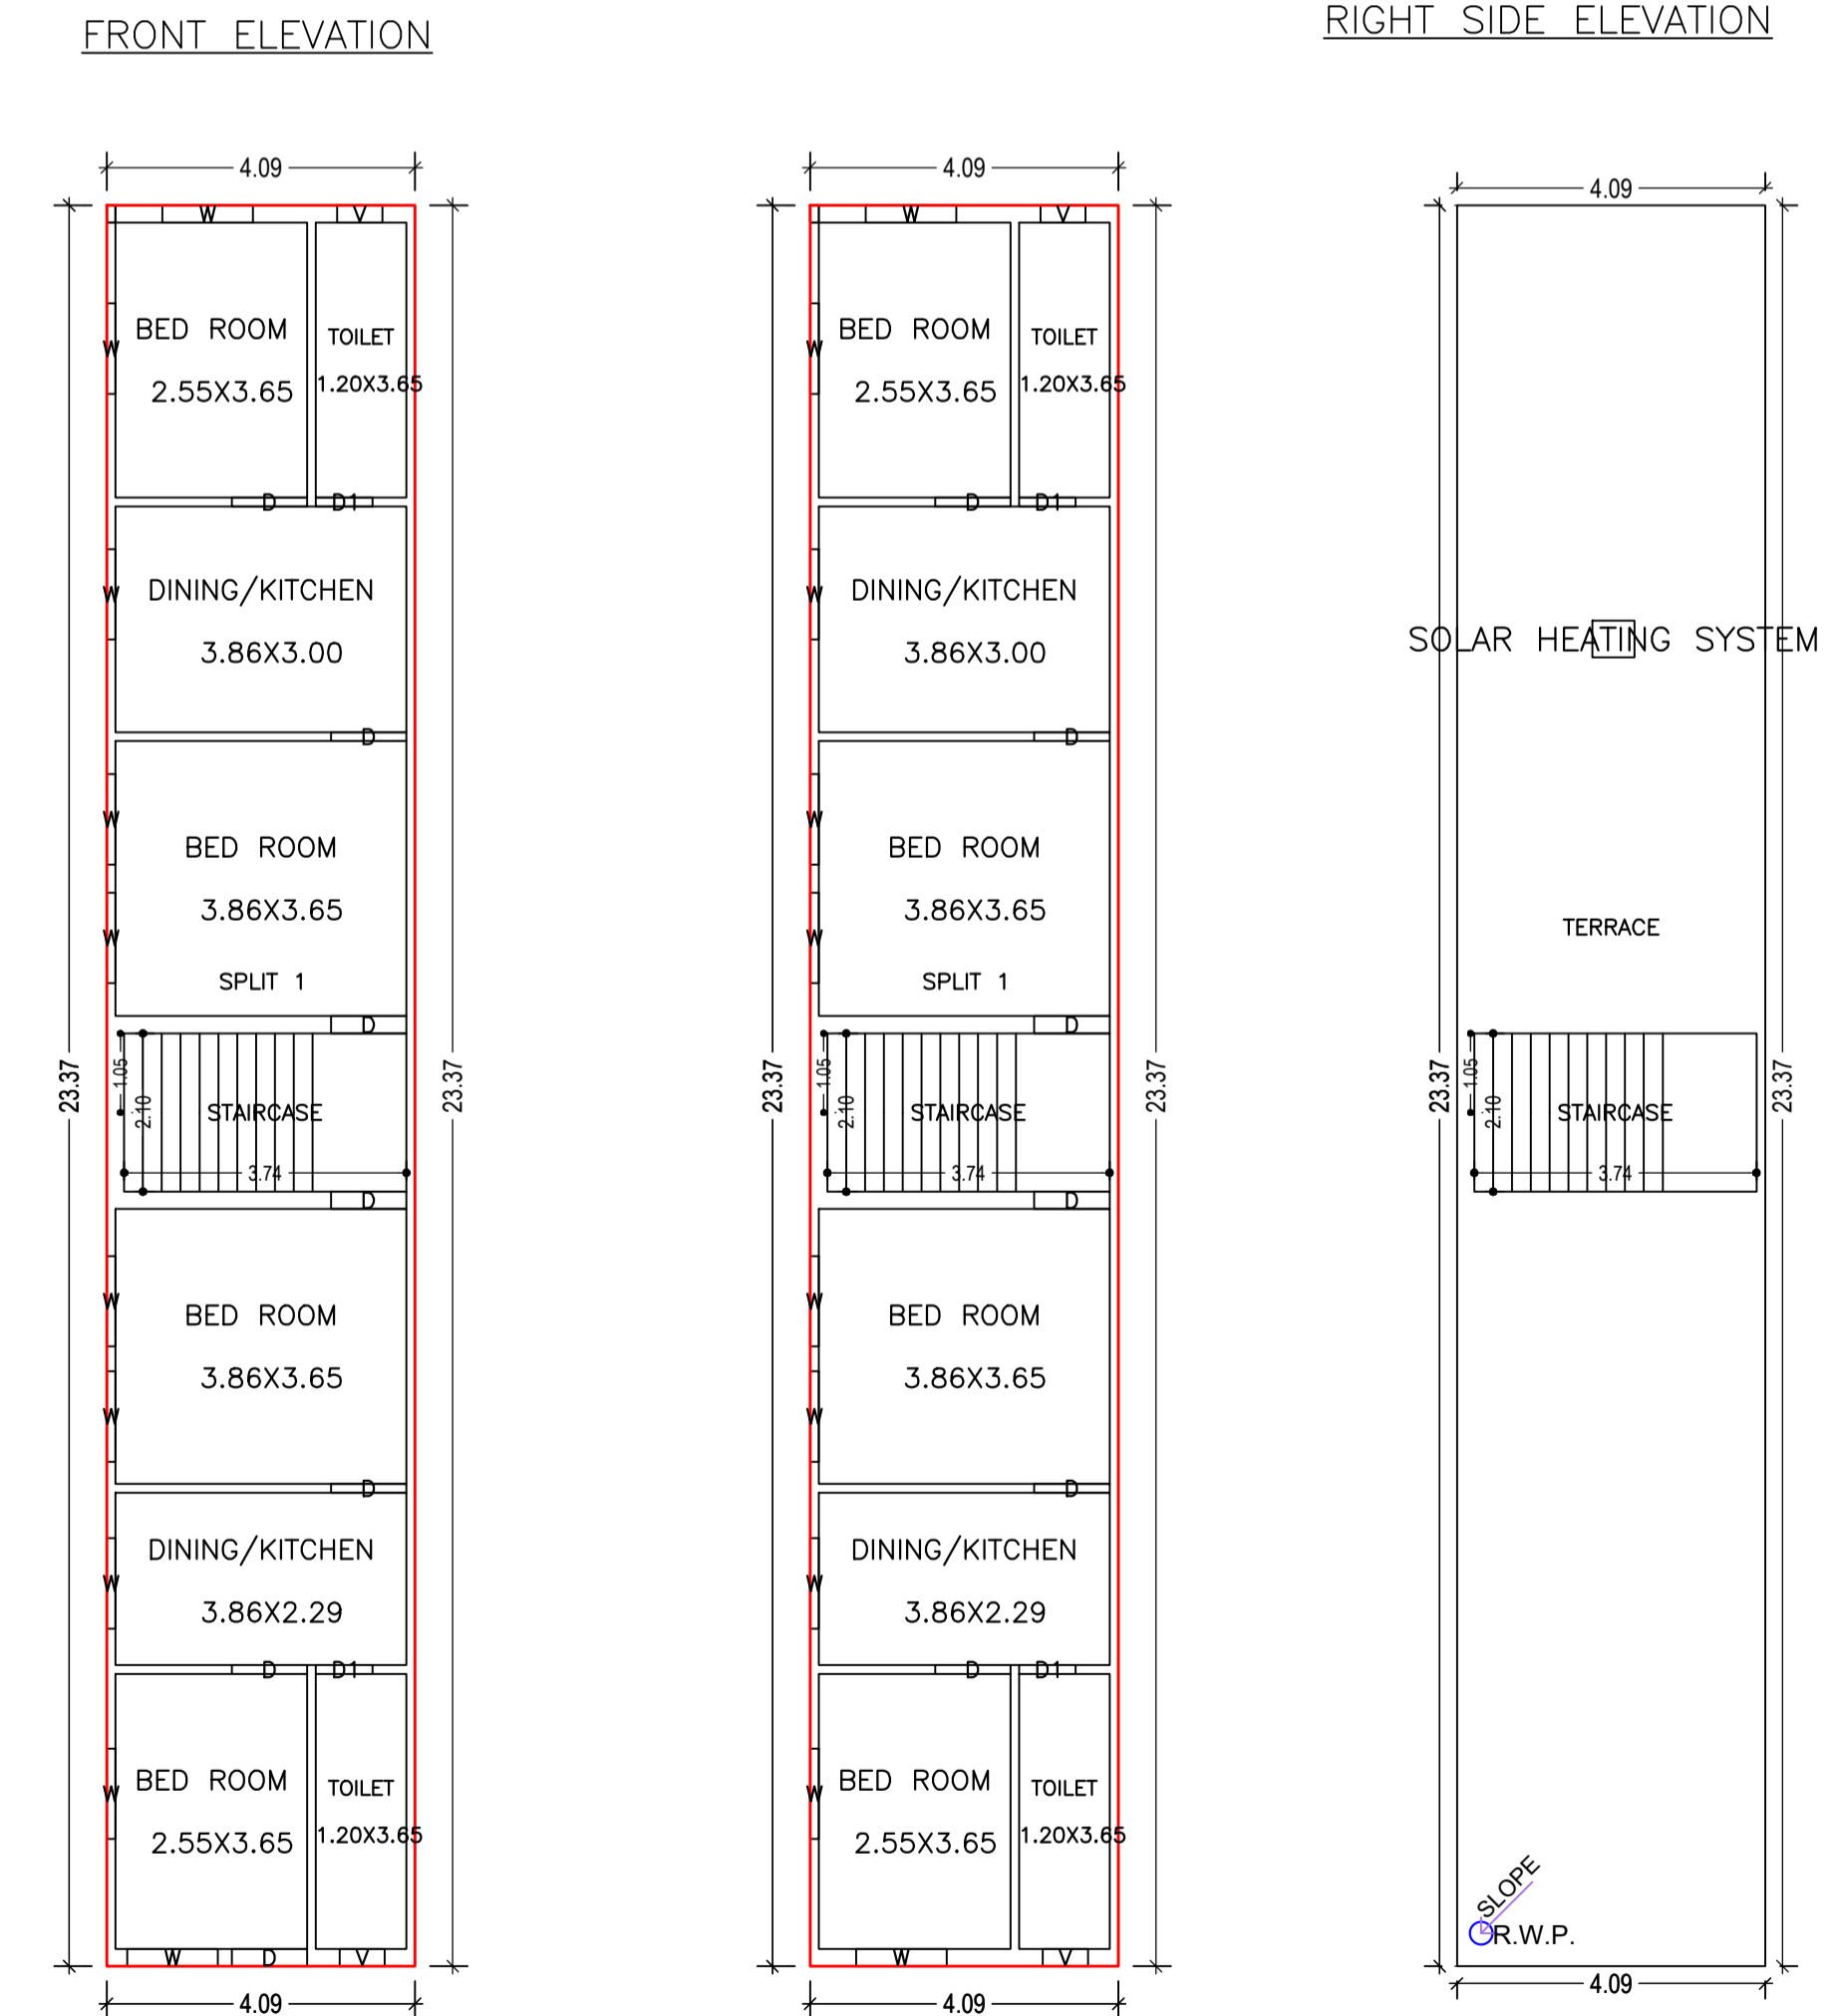 FRONT ELEVATION
RIGHT SIDE ELEVATION
4.09
W
V
BED ROOM
TOILET
W
2.55X3.65
1.20X3.65
D
D1
DINING/KITCHEN
W
3.86X3.00
D
W
BED ROOM
3.86X3.65
W
SPLIT 1
D
23.37
1.05
2.10
STAIRCASE
23.37
3.74
D
W
BED ROOM
3.86X3.65
W
D
DINING/KITCHEN
W
3.86X2.29
D
D1
BED ROOM
TOILET
W
2.55X3.65
1.20X3.65
W
D
V
4.09
4.09
W
V
BED ROOM
TOILET
W
2.55X3.65
1.20X3.65
D
D1
DINING/KITCHEN
W
3.86X3.00
D
W
BED ROOM
3.86X3.65
W
SPLIT 1
D
23.37
1.05
2.10
STAIRCASE
23.37
3.74
D
W
BED ROOM
3.86X3.65
W
D
DINING/KITCHEN
W
3.86X2.29
D
D1
BED ROOM
TOILET
W
2.55X3.65
1.20X3.65
W
V
4.09
4.09
SOLAR HEATING SYSTEM
TERRACE
23.37
1.05
2.10
STAIRCASE
23.37
3.74
SLOPE
R.W.P.
4.09